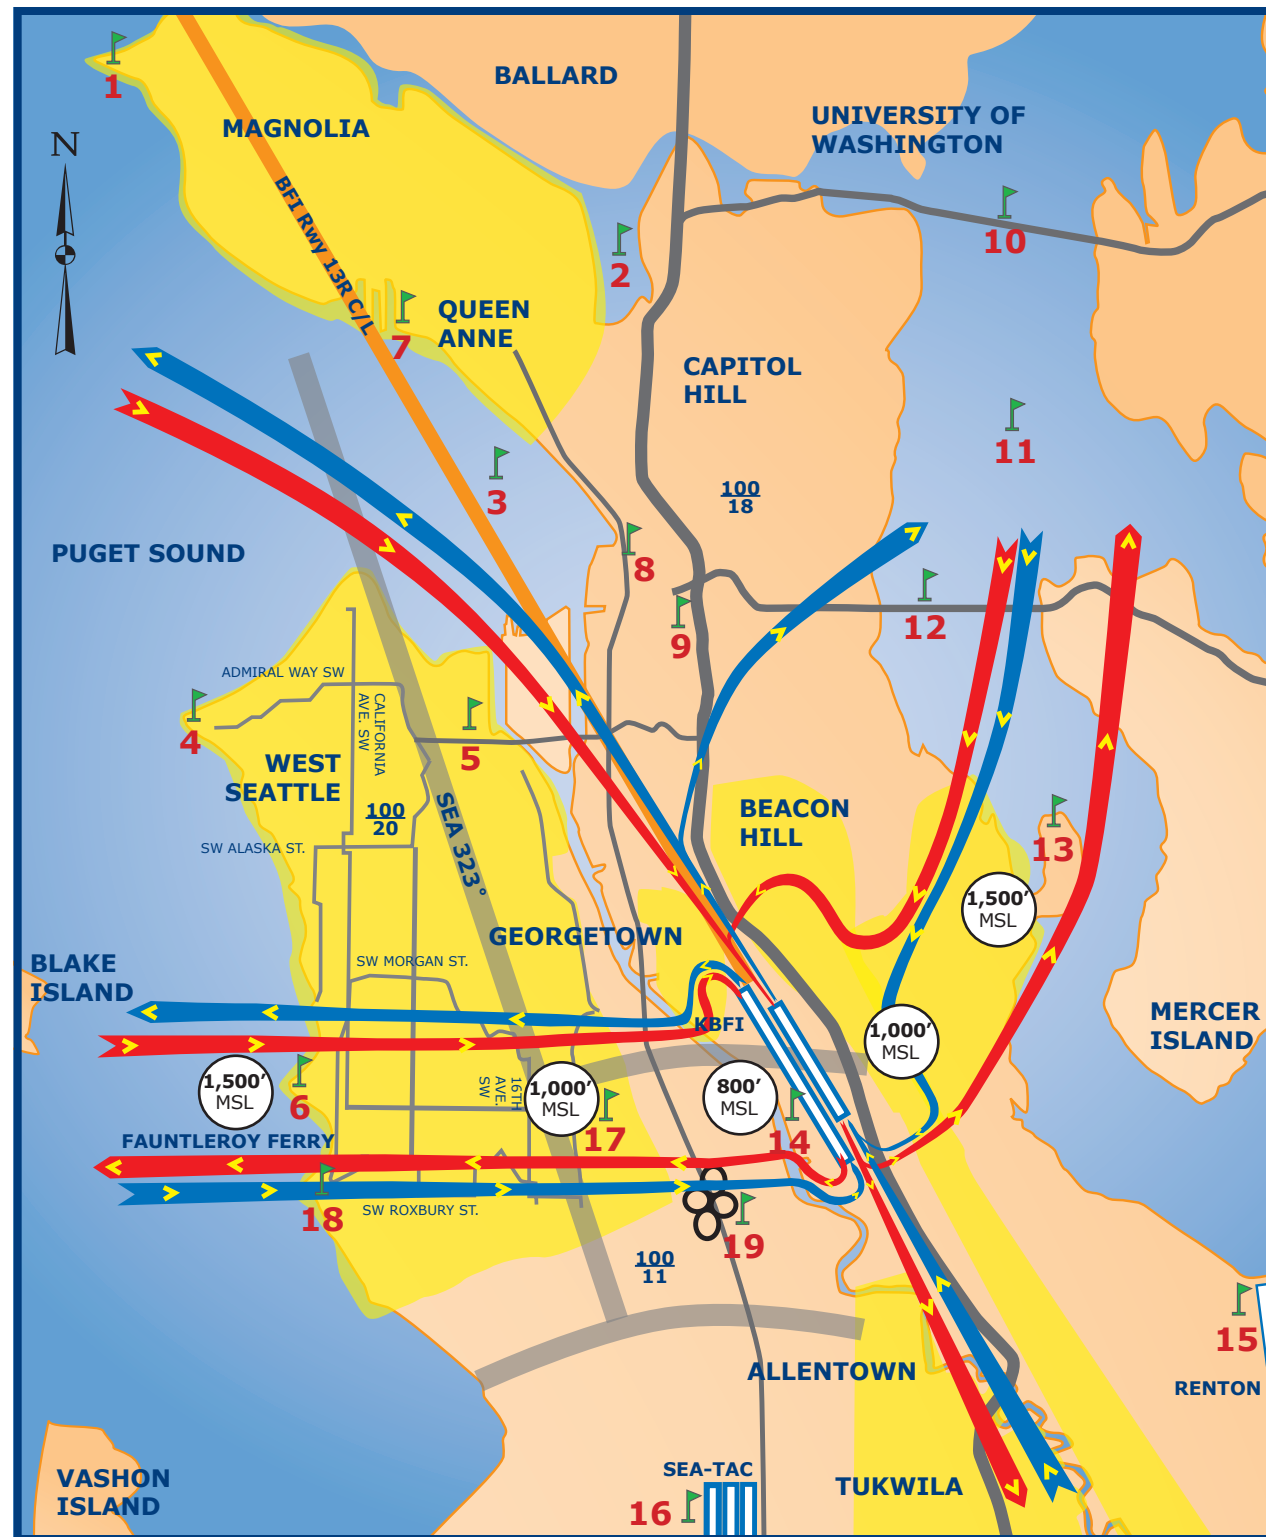 1
BALLARD
UNIVERSITY OF
WASHINGTON
MAGNOLIA
N
BFI Rwy 13R C/L
10
2
7
QUEEN
ANNE
CAPITOL
HILL
11
3
100
18
PUGET SOUND
8
12
9
ADMIRAL WAY SW
CALIFORNIA
AVE. SW
4
5
WEST
SEATTLE
100
20
SEA 323°
SW ALASKA ST.
BEACON
HILL
13
1,500’
MSL
GEORGETOWN
BLAKE
ISLAND
SW MORGAN ST.
KBFI
MERCER
ISLAND
1,000’
MSL
1,500’
MSL
6
16TH
AVE.
SW
1,000’
MSL
17
800’
MSL
14
FAUNTLEROY FERRY
18
SW ROXBURY ST.
19
100
11
15
ALLENTOWN
RENTON
VASHON
ISLAND
SEA-TAC
16
TUKWILA